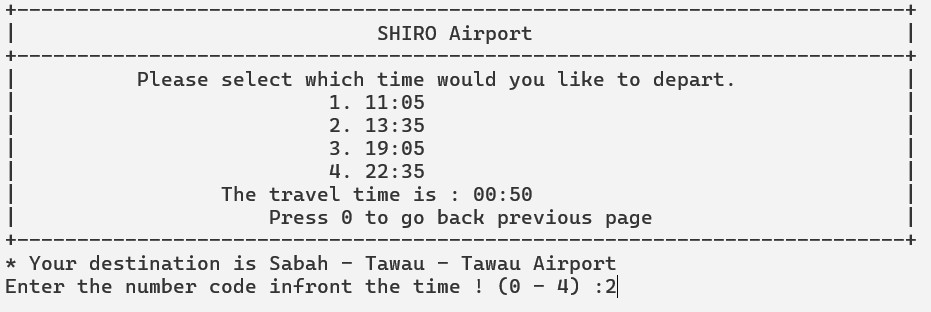 SHIRO Airport
Please select which time would you like to depart.
1. 11:05
2. 13:35
3. 19:05
4. 22:35
The travel time is : 00:50
Press 0 to go back previous page
* Your destination is Sabah - Tawau - Tawau Airport
Enter the number code infront the time ! (0 - 4) :2